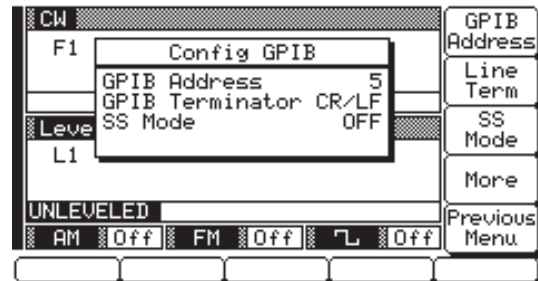 CW
F1
Config GPIB
GPIB Address 5
GPIB Terminator CR/LF
SS Mode OFF
Leve
L1
UNLEVELED
AM Off FM Off Off
GPIB
Address
Line
Term
SS
Mode
More
Previous
Menu